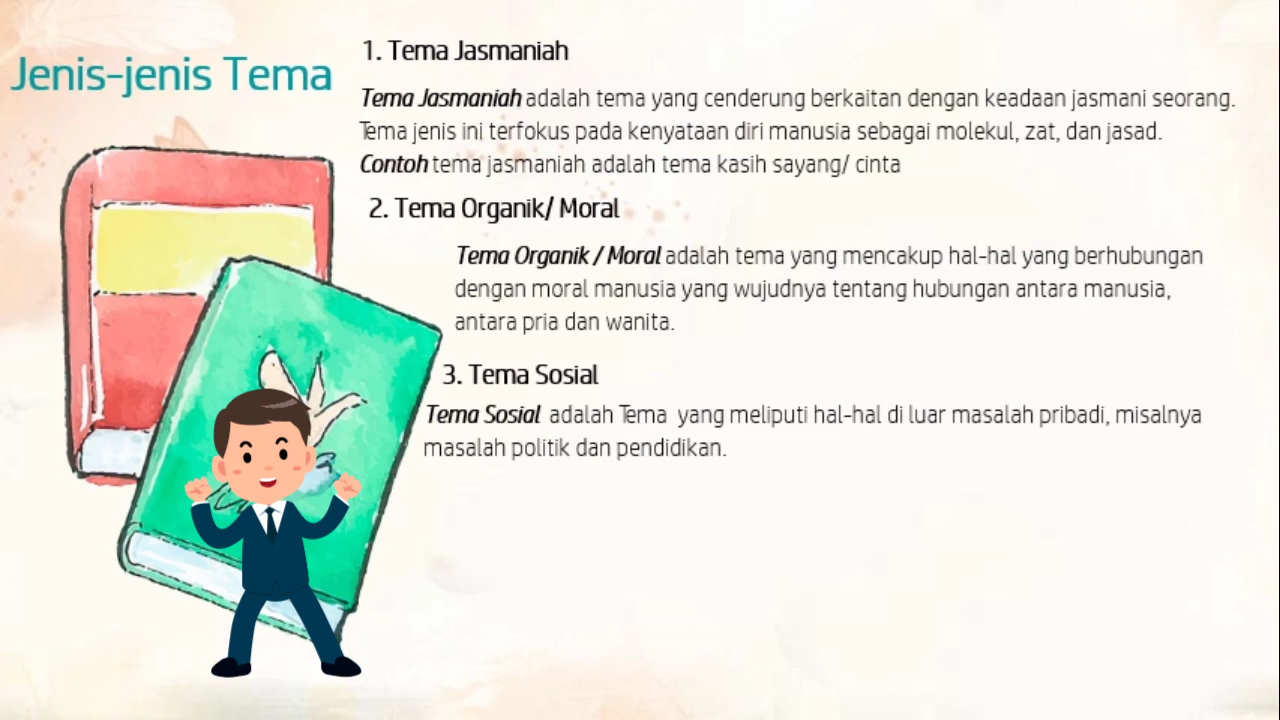 Jenis-jenis Tema
1. Tema Jasmaniah
Tema Jasmaniah adalah tema yang cenderung berkaitan dengan keadaan jasmani seorang.
Tema jenis ini terfokus pada kenyataan diri manusia sebagai molekul, zat, dan jasad.
Contoh tema jasmaniah adalah tema kasih sayang/ cinta
2. Tema Organik/ Moral
Tema Organik / Moral adalah tema yang mencakup hal-hal yang berhubungan
dengan moral manusia yang wujudnya tentang hubungan antara manusia,
antara pria dan wanita.
3. Tema Sosial
Tema Sosial adalah Tema yang meliputi hal-hal di luar masalah pribadi, misalnya
masalah politik dan pendidikan.